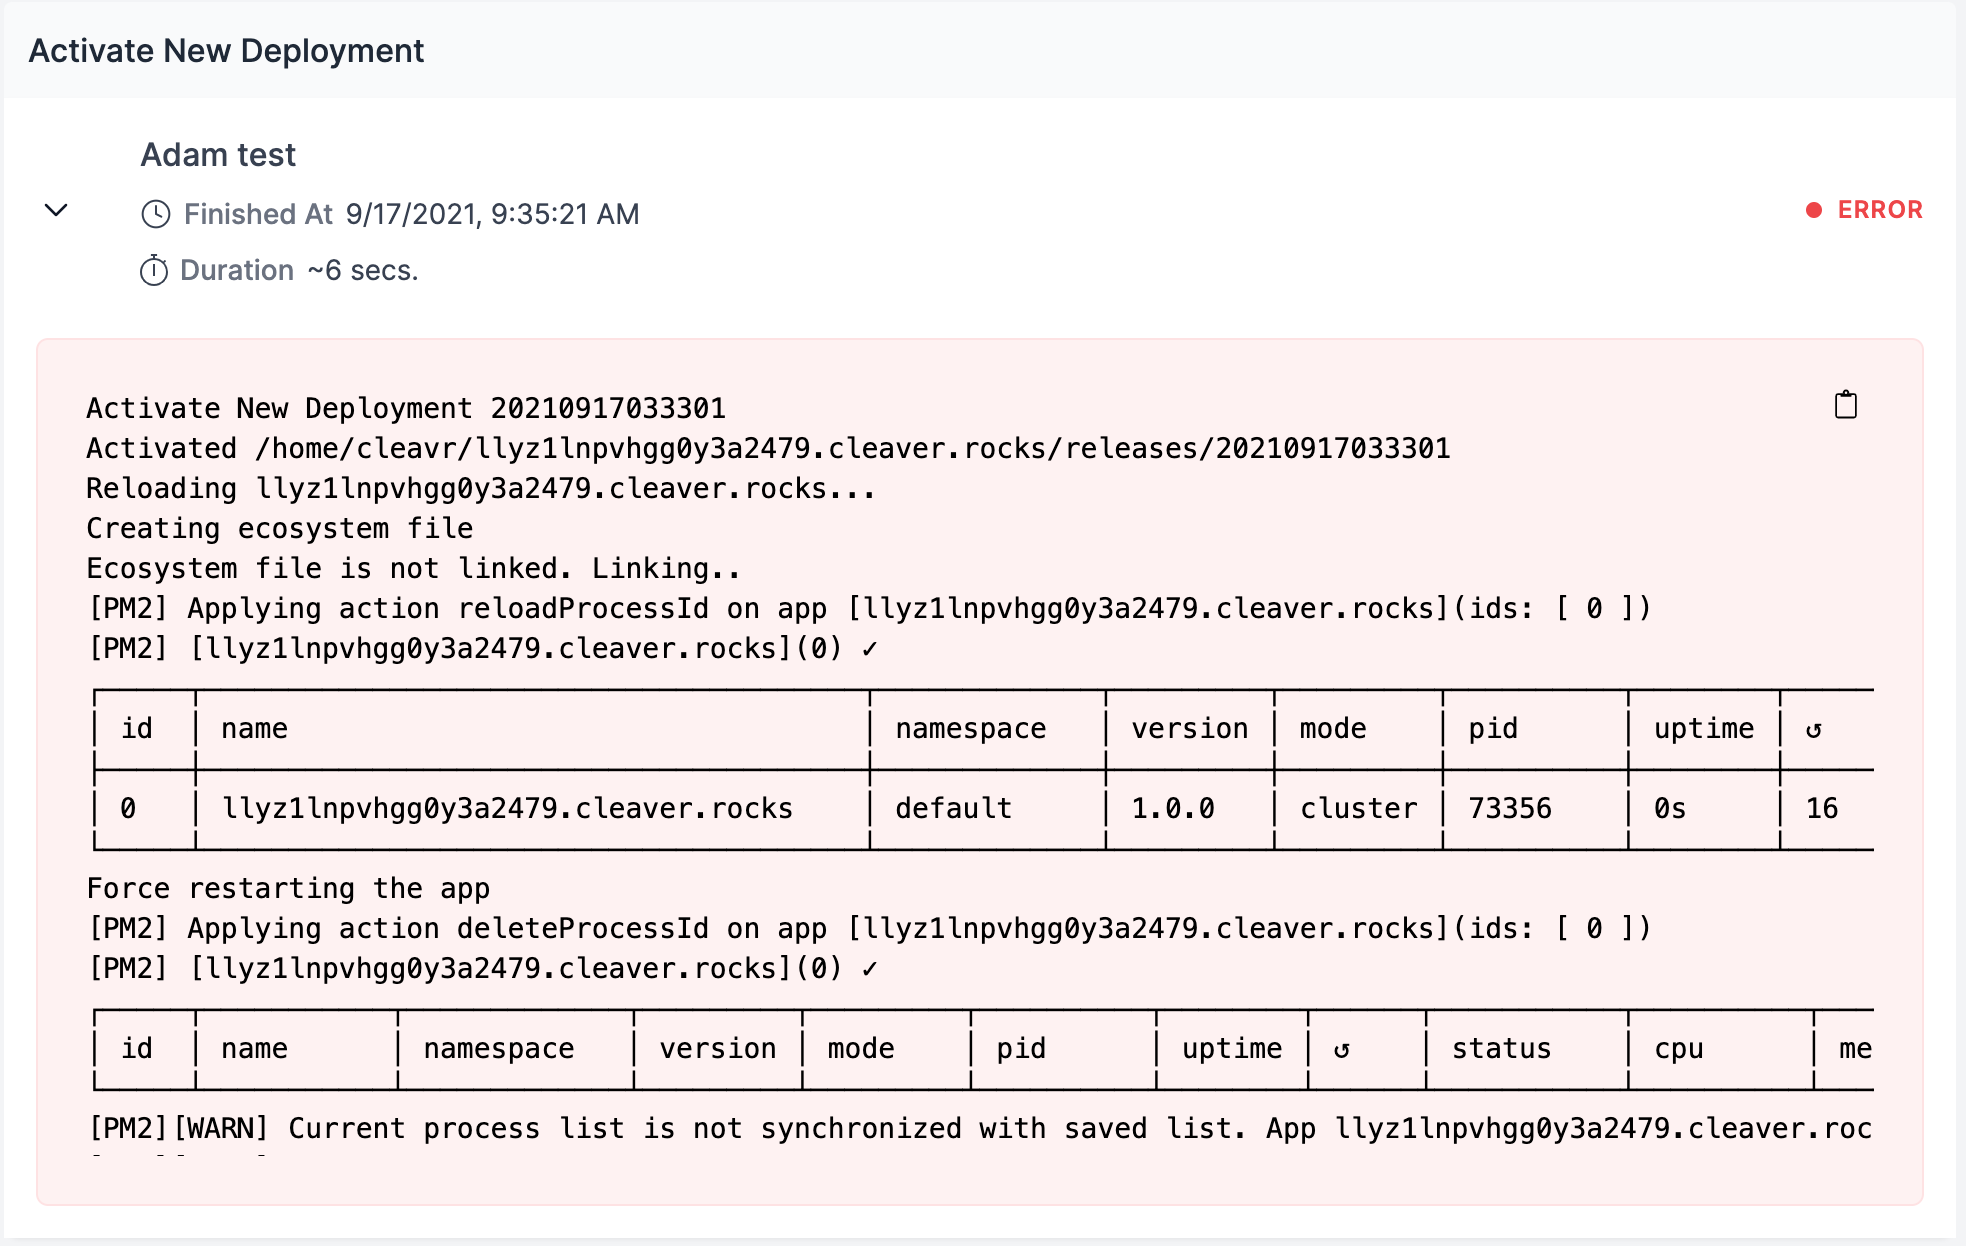 Activate New Deployment
Adam test
Finished At 9/17/2021, 9:35:21 AM
ERROR
Duration ~6 secs.
Activate New Deployment 20210917033301
Activated /home/cleavr/llyz1lnpvhgg0y3a2479.cleaver.rocks/releases/20210917033301
Reloading llyz1lnpvhgg0y3a2479.cleaver.rocks...
Creating ecosystem file
Ecosystem file is not linked. Linking..
[PM2] Applying action reloadProcessId on app [llyz1lnpvhgg0y3a2479.cleaver.rocks](ids: [ 0 ])
[PM2] [llyz1lnpvhgg0y3a2479.cleaver.rocks](0) ✓
id name namespace version mode pid uptime ↺
0 llyz1lnpvhgg0y3a2479.cleaver.rocks default 1.0.0 cluster 73356 0s 16
Force restarting the app
[PM2] Applying action deleteProcessId on app [llyz1lnpvhgg0y3a2479.cleaver.rocks](ids: [ 0 ])
[PM2] [llyz1lnpvhgg0y3a2479.cleaver.rocks](0) ✓
id name namespace version mode pid uptime ↺ status cpu me
[PM2][WARN] Current process list is not synchronized with saved list. App llyz1lnpvhgg0y3a2479.cleaver.roc